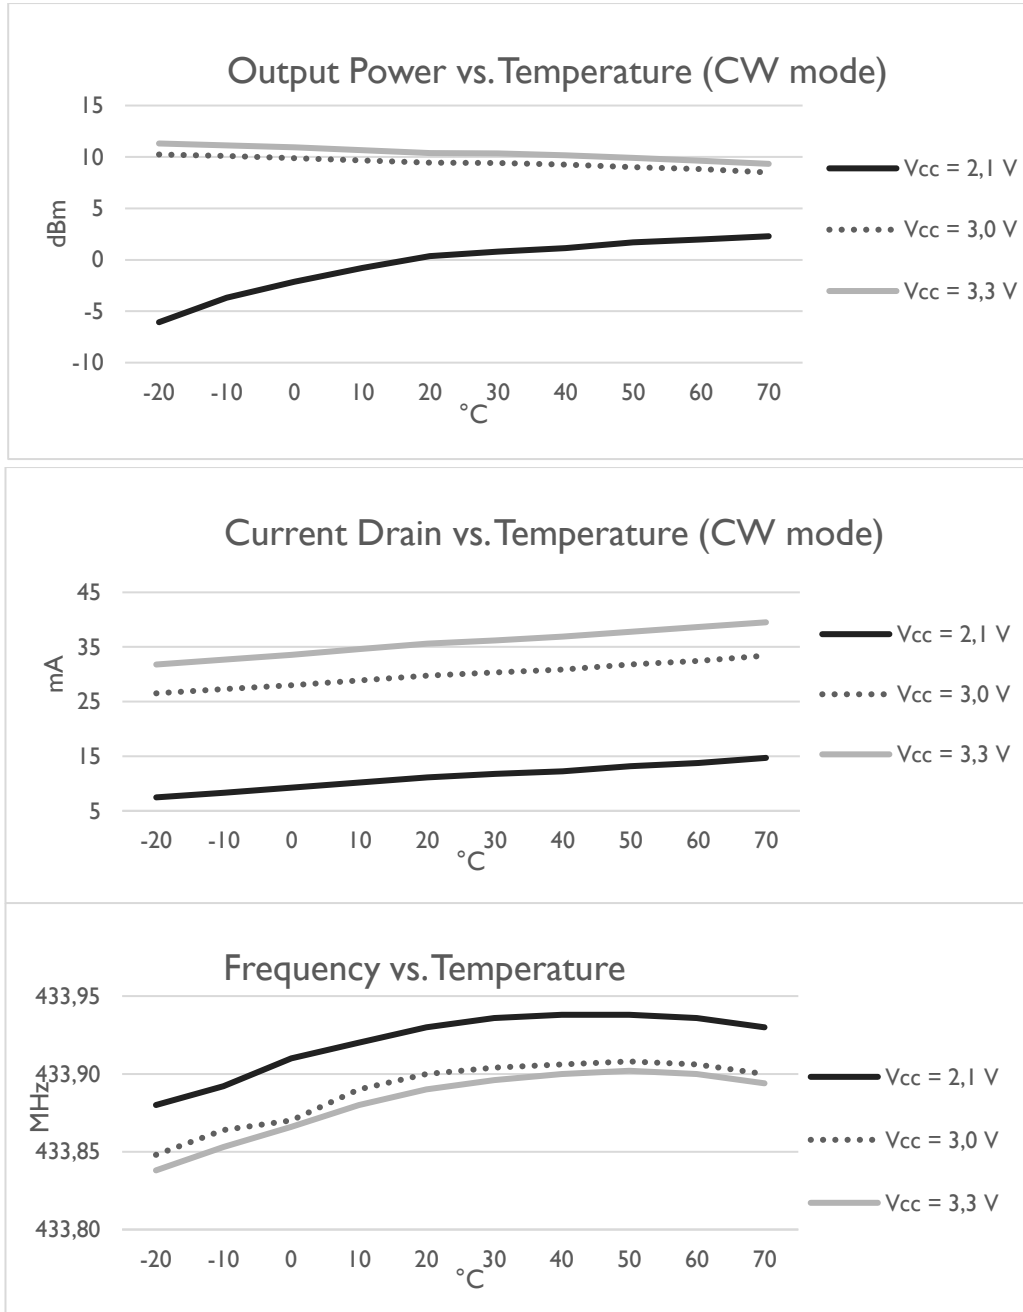 Output Power vs. Temperature (CW mode)
15
10
5
0
-5
-10
dBm
-20 -10 0 10 20 30 40 50 60 70
°C
Vcc = 2,1 V
Vcc = 3,0 V
Vcc = 3,3 V
Current Drain vs. Temperature (CW mode)
45
35
25
15
5
mA
-20 -10 0 10 20 30 40 50 60 70
°C
Vcc = 2,1 V
Vcc = 3,0 V
Vcc = 3,3 V
Frequency vs. Temperature
433,95
433,90
433,85
433,80
MHz
-20 -10 0 10 20 30 40 50 60 70
°C
Vcc = 2,1 V
Vcc = 3,0 V
Vcc = 3,3 V